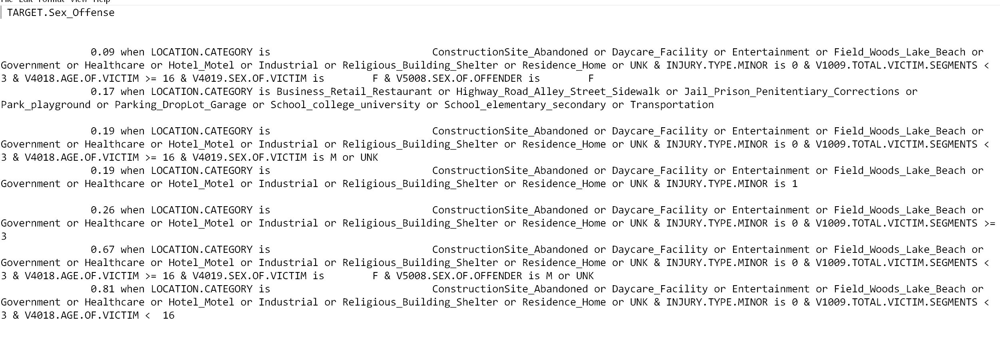 File Edit Format View Help
TARGET.Sex_Offense
0.09 when LOCATION.CATEGORY is ConstructionSite_Abandoned or Daycare_Facility or Entertainment or Field_Woods_Lake_Beach or
Government or Healthcare or Hotel_Motel or Industrial or Religious_Building_Shelter or Residence_Home or UNK & INJURY.TYPE.MINOR is 0 & V1009.TOTAL.VICTIM.SEGMENTS <
3 & V4018.AGE.OF.VICTIM >= 16 & V4019.SEX.OF.VICTIM is F & V5008.SEX.OF.OFFENDER is F
0.17 when LOCATION.CATEGORY is Business_Retail_Restaurant or Highway_Road_Alley_Street_Sidewalk or Jail_Prison_Penitentiary_Corrections or
Park_playground or Parking_DropLot_Garage or School_college_university or School_elementary_secondary or Transportation
0.19 when LOCATION.CATEGORY is ConstructionSite_Abandoned or Daycare_Facility or Entertainment or Field_Woods_Lake_Beach or
Government or Healthcare or Hotel_Motel or Industrial or Religious_Building_Shelter or Residence_Home or UNK & INJURY.TYPE.MINOR is 0 & V1009.TOTAL.VICTIM.SEGMENTS <
3 & V4018.AGE.OF.VICTIM >= 16 & V4019.SEX.OF.VICTIM is M or UNK
0.19 when LOCATION.CATEGORY is ConstructionSite_Abandoned or Daycare_Facility or Entertainment or Field_Woods_Lake_Beach or
Government or Healthcare or Hotel_Motel or Industrial or Religious_Building_Shelter or Residence_Home or UNK & INJURY.TYPE.MINOR is 1
0.26 when LOCATION.CATEGORY is ConstructionSite_Abandoned or Daycare_Facility or Entertainment or Field_Woods_Lake_Beach or
Government or Healthcare or Hotel_Motel or Industrial or Religious_Building_Shelter or Residence_Home or UNK & INJURY.TYPE.MINOR is 0 & V1009.TOTAL.VICTIM.SEGMENTS >=
3
0.67 when LOCATION.CATEGORY is ConstructionSite_Abandoned or Daycare_Facility or Entertainment or Field_Woods_Lake_Beach or
Government or Healthcare or Hotel_Motel or Industrial or Religious_Building_Shelter or Residence_Home or UNK & INJURY.TYPE.MINOR is 0 & V1009.TOTAL.VICTIM.SEGMENTS <
3 & V4018.AGE.OF.VICTIM >= 16 & V4019.SEX.OF.VICTIM is F & V5008.SEX.OF.OFFENDER is M or UNK
0.81 when LOCATION.CATEGORY is ConstructionSite_Abandoned or Daycare_Facility or Entertainment or Field_Woods_Lake_Beach or
Government or Healthcare or Hotel_Motel or Industrial or Religious_Building_Shelter or Residence_Home or UNK & INJURY.TYPE.MINOR is 0 & V1009.TOTAL.VICTIM.SEGMENTS <
3 & V4018.AGE.OF.VICTIM < 16